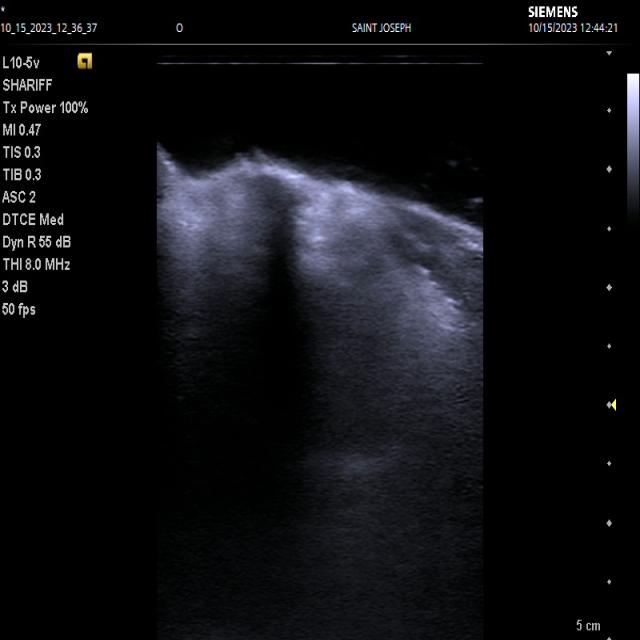 *
SIEMENS
10_15_2023_12_36_37 O SAINT JOSEPH 10/15/2023 12:44:21
L10-5v
SHARIFF
Tx Power 100%
MI 0.47
TIS 0.3
TIB 0.3
ASC 2
DTCE Med
Dyn R 55 dB
THI 8.0 MHz
3 dB
50 fps
5 cm